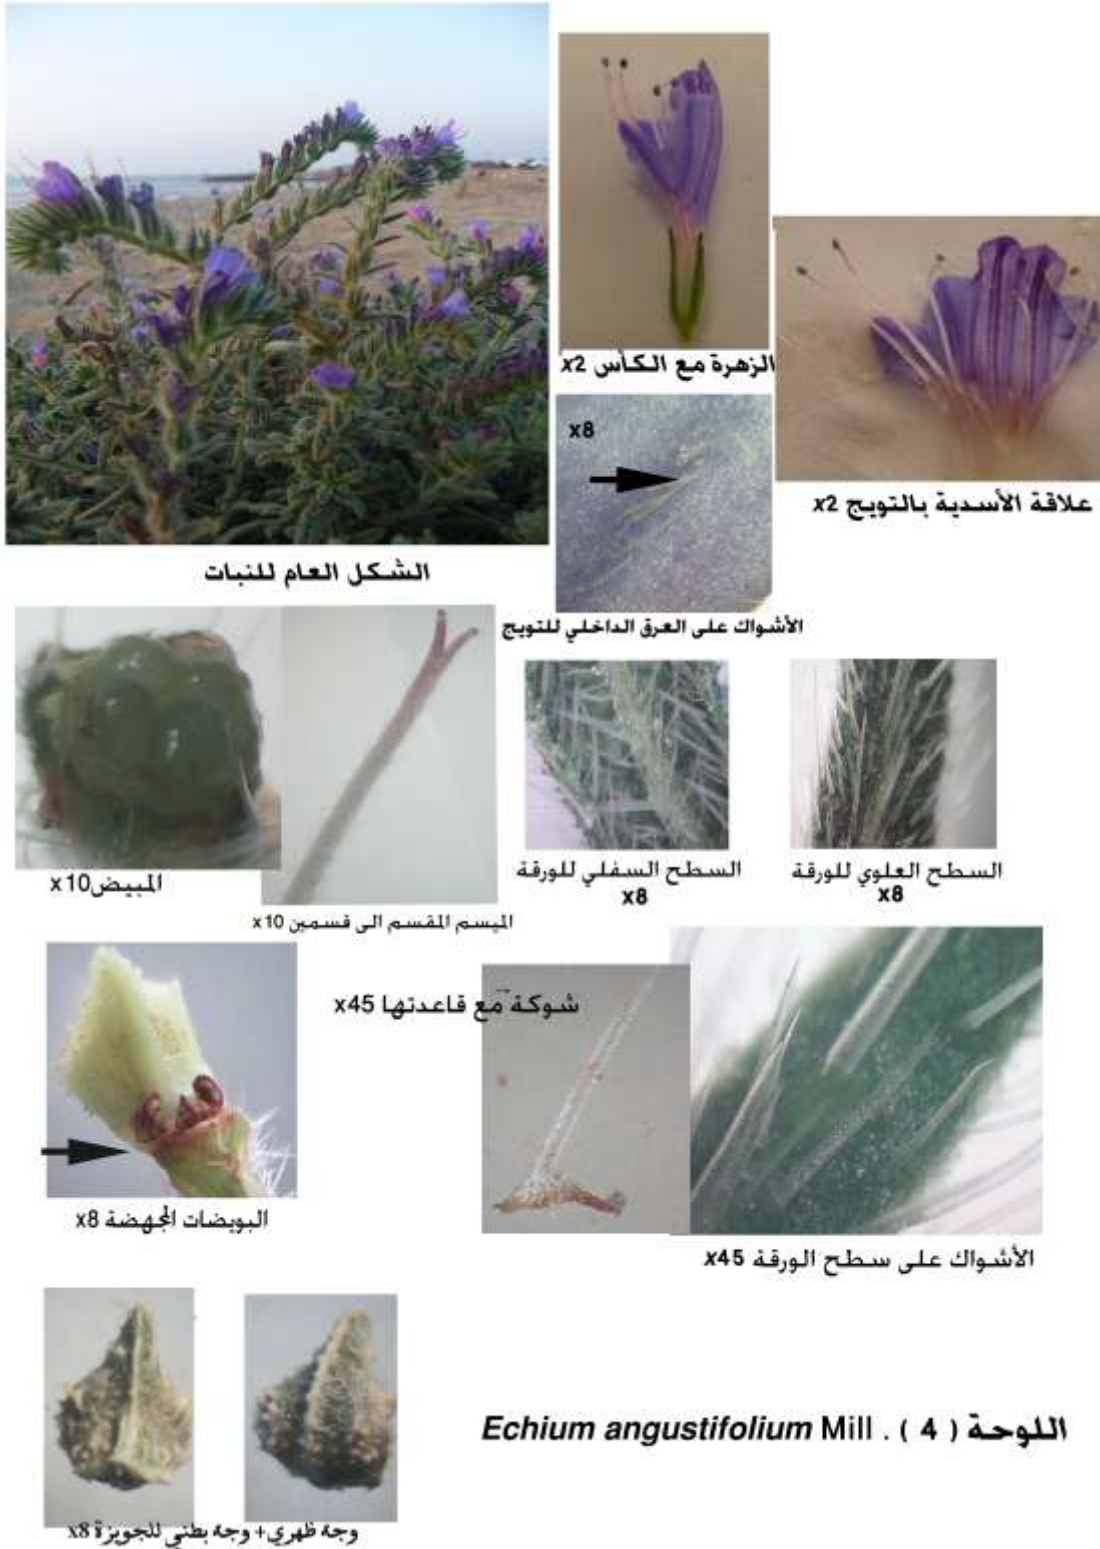 الزهرة مع الكأس x2
x8
علاقة الأسدية بالتويج x2
الشكل العام للنبات
الأشواك على العرق الداخلي للتويج
السطح العلوي للورقة
x8
السطح السفلي للورقة
x8
المبيض x10
الميسم المقسم الى قسمين x10
شوكة مع قاعدتها x45
البويضات المجهضة x8
الأشواك على سطح الورقة x45
اللوحة ( 4 ) . Echium angustifolium Mill
وجة ظهري + وجة بطني للجويزة x8